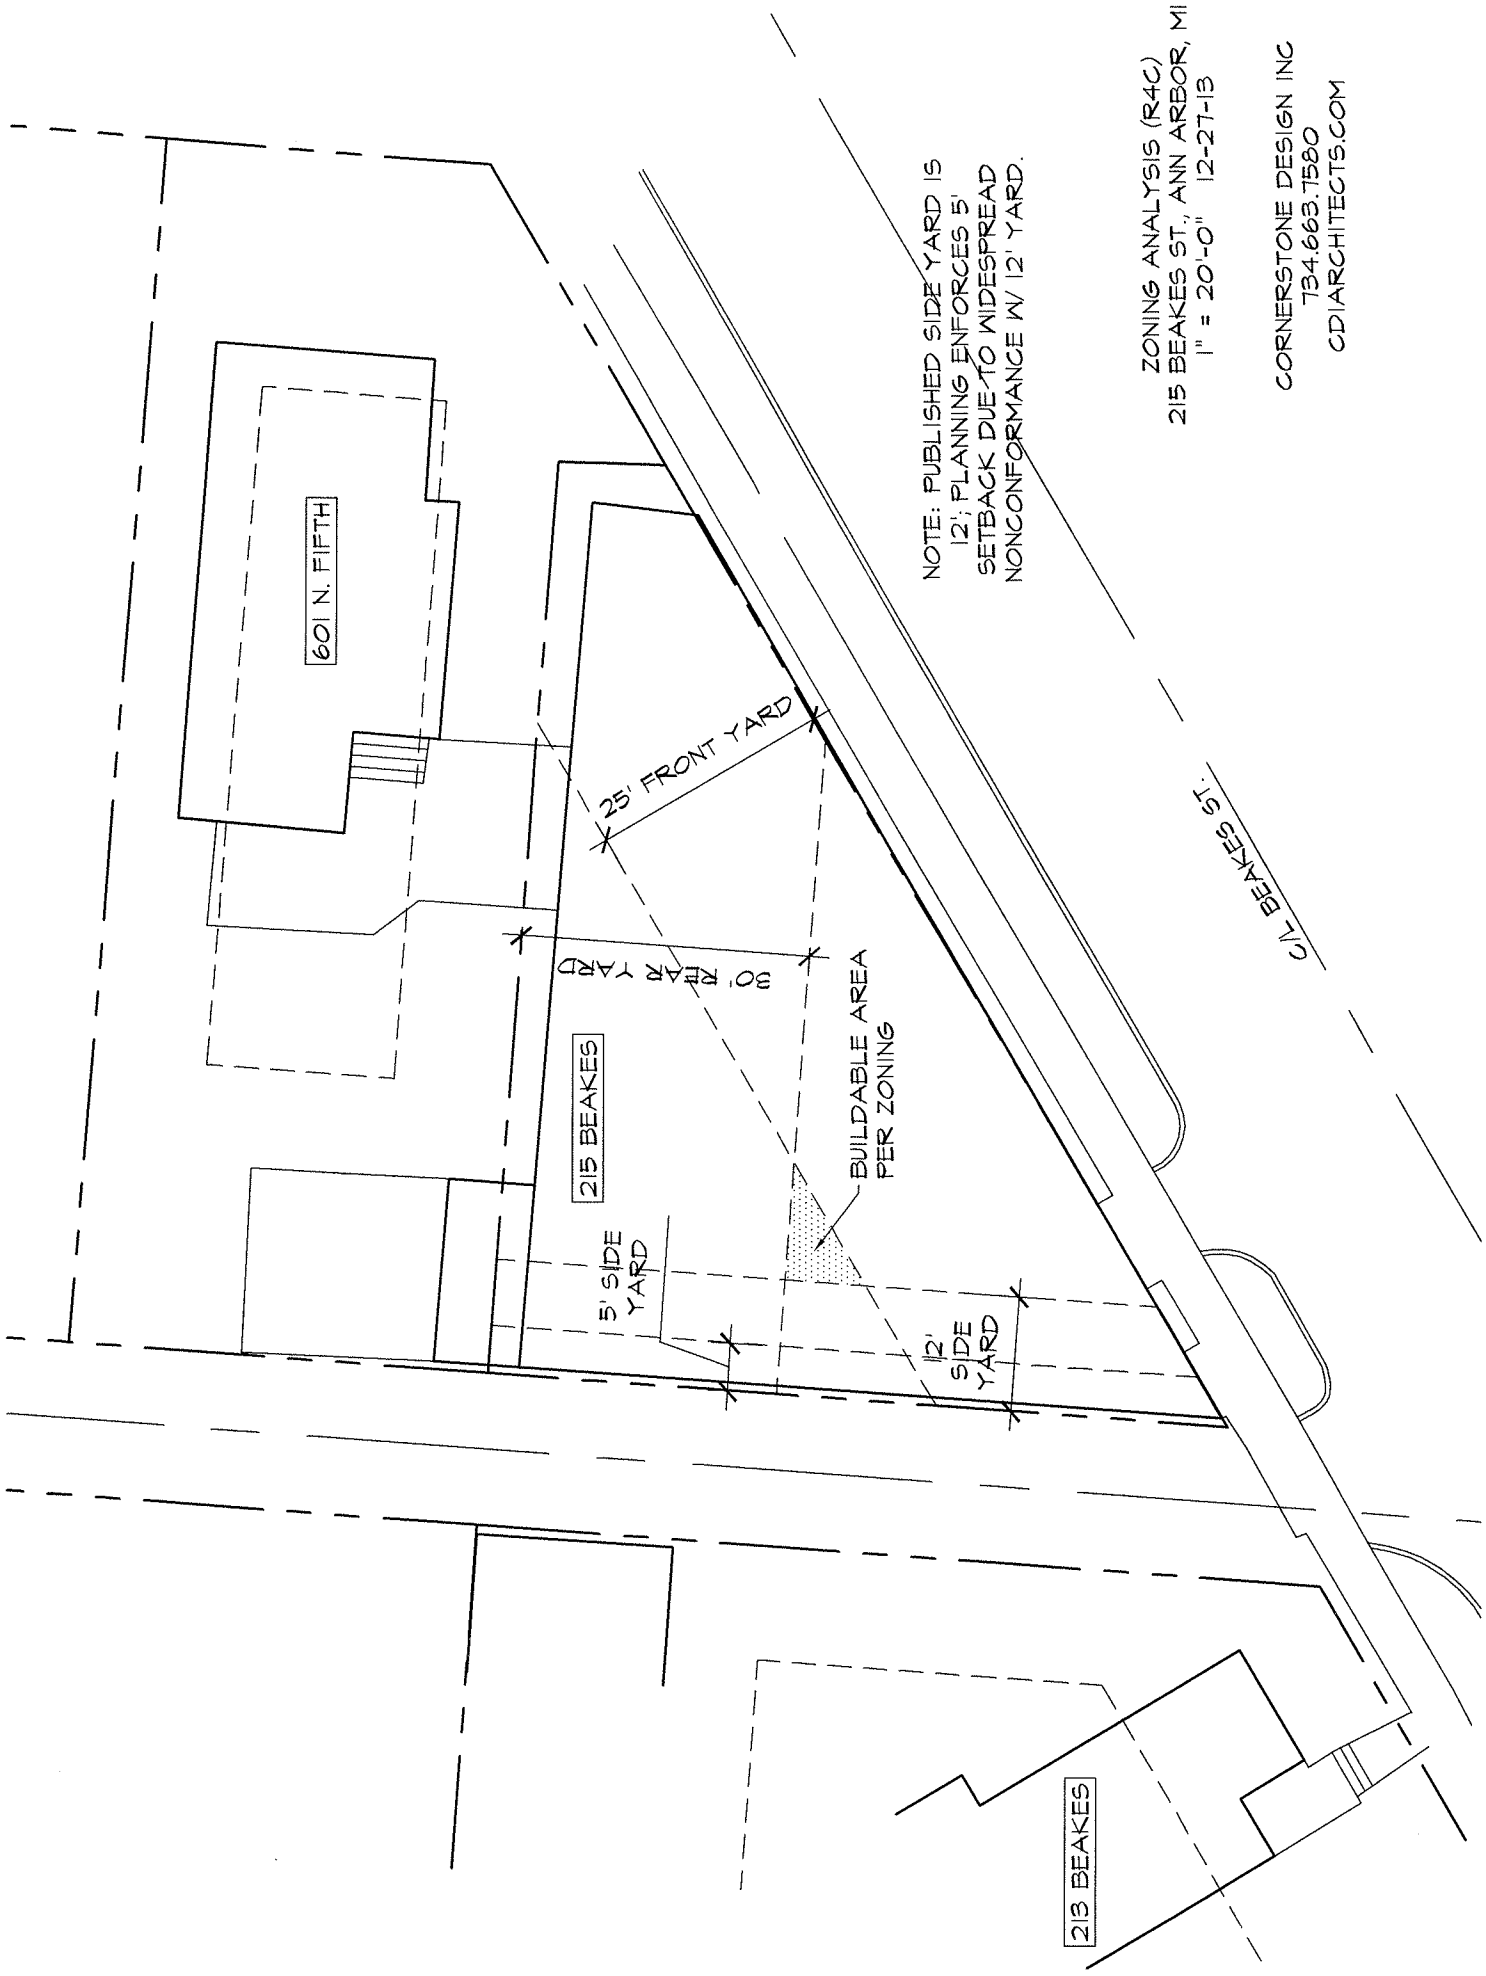 601 N. FIFTH
NOTE: PUBLISHED SIDE YARD IS
12'; PLANNING ENFORCES 5'
SETBACK DUE TO WIDESPREAD
NONCONFORMANCE W/ 12' YARD.
ZONING ANALYSIS (R4C)
215 BEAKES ST., ANN ARBOR, MI
1" = 20'-0" 12-27-13
CORNERSTONE DESIGN INC
734.663.7580
CDIARCHITECTS.COM
25' FRONT YARD
30' REAR YARD
215 BEAKES
BUILDABLE AREA
PER ZONING
5' SIDE
YARD
12'
SIDE
YARD
C/L BEAKES ST.
213 BEAKES